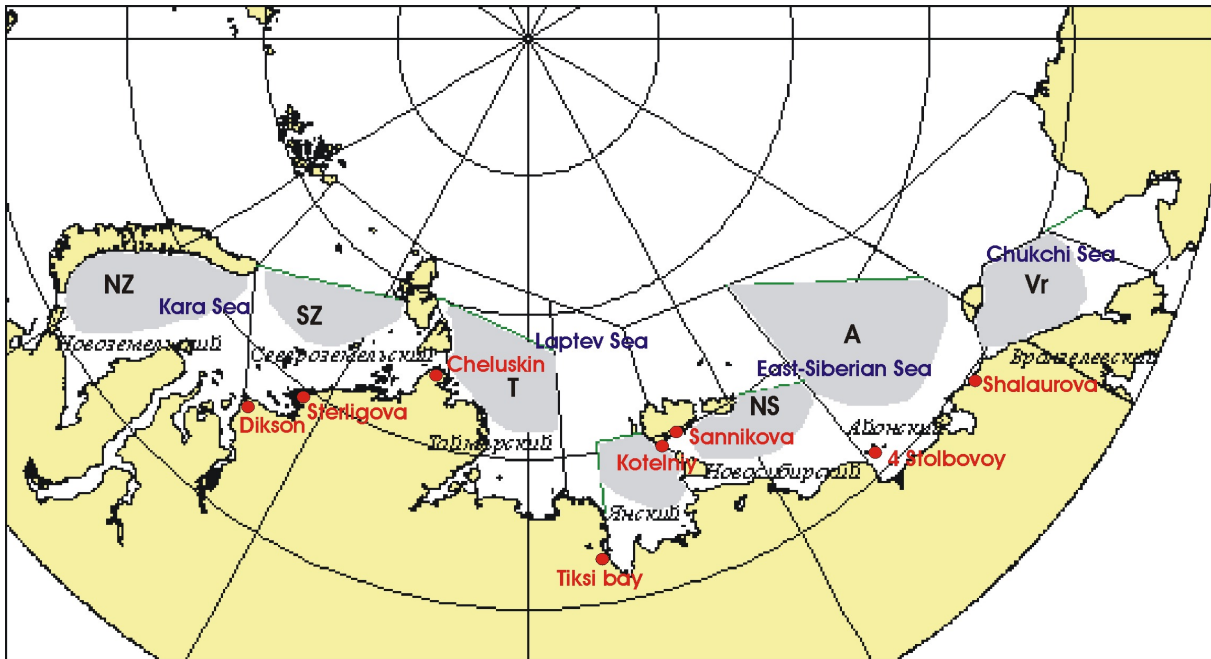 Chukchi Sea
NZ
Vr
Kara Sea
SZ
A
Laptev Sea
Новоземельский
Североземельский
Врангелевский
Cheluskin
T
East-Siberian Sea
Shalaurova
Sterligova
NS
Dikson
Айонский
Sannikova
Таймырский
Kotelniy
4 Stolbovoy
Новосибирский
Янский
Tiksi bay